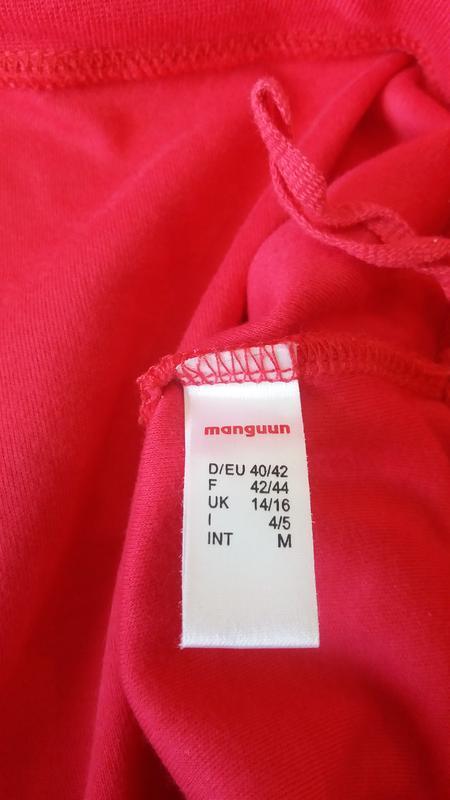 manguun
D/EU 40/42
F 42/44
UK 14/16
I 4/5
INT M